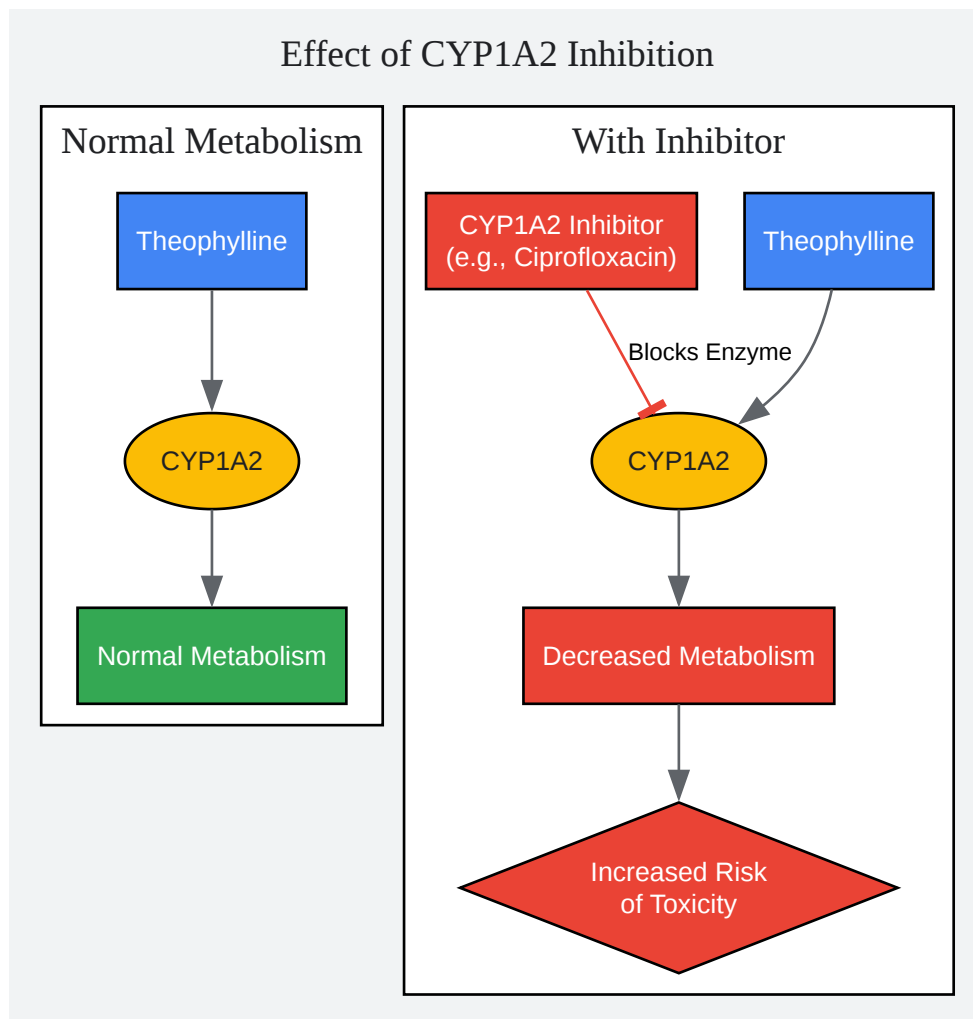 Effect of CYP1A2 Inhibition
Normal Metabolism
Theophylline
CYP1A2
Normal Metabolism
With Inhibitor
CYP1A2 Inhibitor
(e.g., Ciprofloxacin)
Theophylline
Blocks Enzyme
CYP1A2
Decreased Metabolism
Increased Risk
of Toxicity